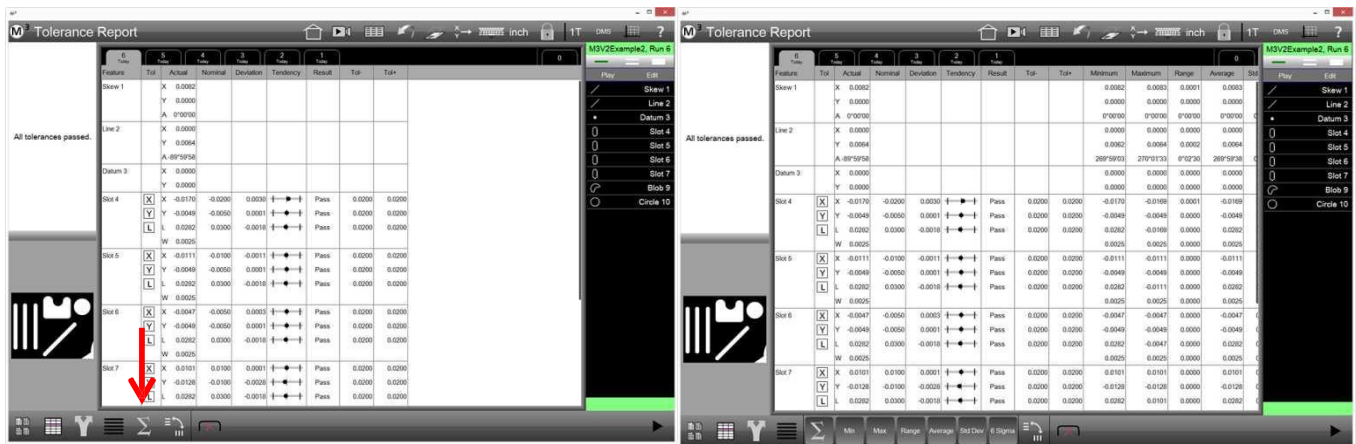 M3 Tolerance Report inch 1T DMS ?
6 Today 5 Today 4 Today 3 Today 2 Today 1 Today 0
M3V2Example2, Run 6
Play Edit
Skew 1
Line 2
Datum 3
Slot 4
Slot 5
Slot 6
Slot 7
Blob 9
Circle 10
All tolerances passed.
Feature Tol Actual Nominal Deviation Tendency Result Tol- Tol+
Skew 1 X 0.0082
Y 0.0000
A 0°00'00
Line 2 X 0.0000
Y 0.0064
A -89°59'58
Datum 3 X 0.0000
Y 0.0000
Slot 4 X X -0.0170 -0.0200 0.0030 Pass 0.0200 0.0200
Y Y -0.0049 -0.0050 0.0001 Pass 0.0200 0.0200
L L 0.0282 0.0300 -0.0018 Pass 0.0200 0.0200
W 0.0025
Slot 5 X X -0.0111 -0.0100 -0.0011 Pass 0.0200 0.0200
Y Y -0.0049 -0.0050 0.0001 Pass 0.0200 0.0200
L L 0.0282 0.0300 -0.0018 Pass 0.0200 0.0200
W 0.0025
Slot 6 X X -0.0047 -0.0050 0.0003 Pass 0.0200 0.0200
Y Y -0.0049 -0.0050 0.0001 Pass 0.0200 0.0200
L L 0.0282 0.0300 -0.0018 Pass 0.0200 0.0200
W 0.0025
Slot 7 X X 0.0101 0.0100 0.0001 Pass 0.0200 0.0200
Y -0.0128 -0.0100 -0.0028 Pass 0.0200 0.0200
L L 0.0282 0.0300 -0.0018 Pass 0.0200 0.0200
Σ
M3 Tolerance Report inch 1T DMS ?
6 Today 5 Today 4 Today 3 Today 2 Today 1 Today 0
M3V2Example2, Run 6
Play Edit
Skew 1
Line 2
Datum 3
Slot 4
Slot 5
Slot 6
Slot 7
Blob 9
Circle 10
All tolerances passed.
Feature Tol Actual Nominal Deviation Tendency Result Tol- Tol+ Minimum Maximum Range Average Std
Skew 1 X 0.0082 0.0082 0.0083 0.0001 0.0083
Y 0.0000 0.0000 0.0000 0.0000 0.0000
A 0°00'00 0°00'00 0°00'00 0°00'00 0°00'00
Line 2 X 0.0000 0.0000 0.0000 0.0000 0.0000
Y 0.0064 0.0062 0.0064 0.0002 0.0064
A -89°59'58 269°59'03 270°01'33 0°02'30 269°59'38
Datum 3 X 0.0000 0.0000 0.0000 0.0000 0.0000
Y 0.0000 0.0000 0.0000 0.0000 0.0000
Slot 4 X X -0.0170 -0.0200 0.0030 Pass 0.0200 0.0200 -0.0170 -0.0169 0.0001 -0.0169
Y Y -0.0049 -0.0050 0.0001 Pass 0.0200 0.0200 -0.0049 -0.0049 0.0000 -0.0049
L L 0.0282 0.0300 -0.0018 Pass 0.0200 0.0200 0.0282 -0.0169 0.0000 0.0282
W 0.0025 0.0025 0.0025 0.0000 0.0025
Slot 5 X X -0.0111 -0.0100 -0.0011 Pass 0.0200 0.0200 -0.0111 -0.0111 0.0000 -0.0111
Y Y -0.0049 -0.0050 0.0001 Pass 0.0200 0.0200 -0.0049 -0.0049 0.0000 -0.0049
L L 0.0282 0.0300 -0.0018 Pass 0.0200 0.0200 0.0282 -0.0111 0.0000 0.0282
W 0.0025 0.0025 0.0025 0.0000 0.0025
Slot 6 X X -0.0047 -0.0050 0.0003 Pass 0.0200 0.0200 -0.0047 -0.0047 0.0000 -0.0047
Y Y -0.0049 -0.0050 0.0001 Pass 0.0200 0.0200 -0.0049 -0.0049 0.0000 -0.0049
L L 0.0282 0.0300 -0.0018 Pass 0.0200 0.0200 0.0282 -0.0047 0.0000 0.0282
W 0.0025 0.0025 0.0025 0.0000 0.0025
Slot 7 X X 0.0101 0.0100 0.0001 Pass 0.0200 0.0200 0.0101 0.0101 0.0000 0.0101
Y Y -0.0128 -0.0100 -0.0028 Pass 0.0200 0.0200 -0.0128 -0.0128 0.0000 -0.0128
L L 0.0282 0.0300 -0.0018 Pass 0.0200 0.0200 0.0282 0.0101 0.0000 0.0282
Σ Min Max Range Average Std Dev 6 Sigma